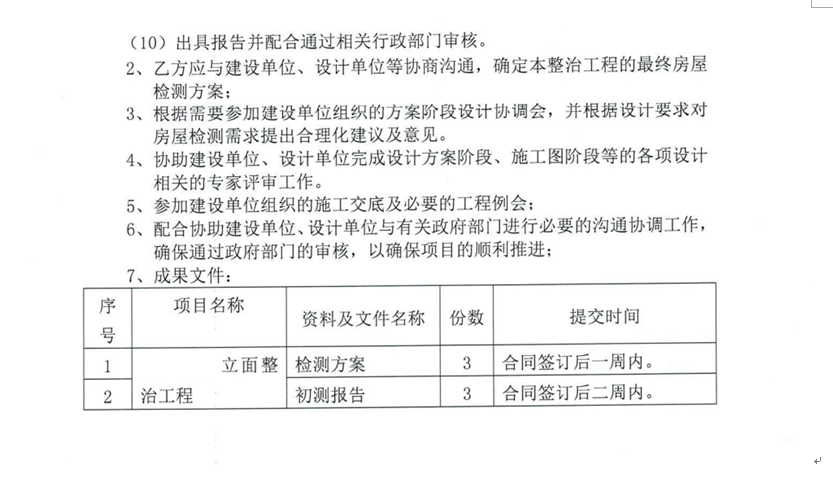 （10）出具报告并配合通过相关行政部门审核。
2、乙方应与建设单位、设计单位等协商沟通，确定本整治工程的最终房屋
检测方案；
3、根据需要参加建设单位组织的方案阶段设计协调会，并根据设计要求对
房屋检测需求提出合理化建议及意见。
4、协助建设单位、设计单位完成设计方案阶段、施工图阶段等的各项设计
相关的专家评审工作。
5、参加建设单位组织的施工交底及必要的工程例会；
6、配合协助建设单位、设计单位与有关政府部门进行必要的沟通协调工作，
确保通过政府部门的审核，以确保项目的顺利推进；
7、成果文件：
序号 项目名称 资料及文件名称 份数 提交时间
1 立面整 检测方案 3 合同签订后一周内。
2 治工程 初测报告 3 合同签订后二周内。